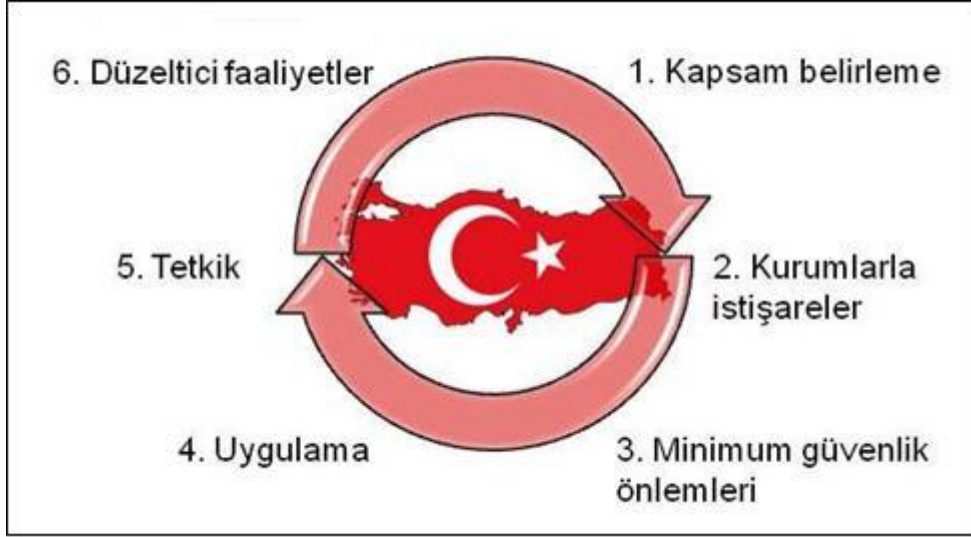 6. Düzeltici faaliyetler
1. Kapsam belirleme
5. Tetkik
2. Kurumlarla
istişareler
4. Uygulama
3. Minimum güvenlik
önlemleri